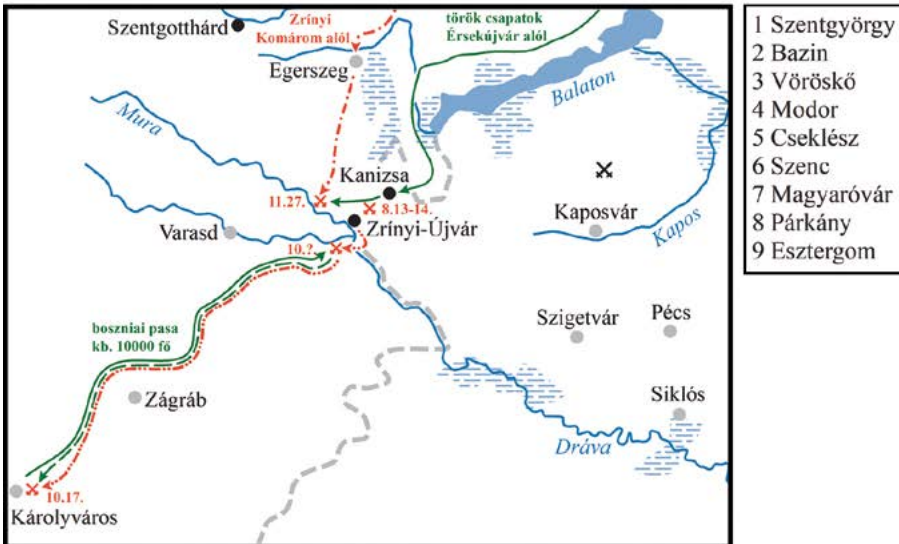 Szentgotthárd
Zrínyi
Komárom alól
török csapatok
Érsekújvár alól
Egerszeg
Balaton
Mura
Kanizsa
11.27.
8.13-14.
Zrínyi-Újvár
Kaposvár
Kapos
Varasd
10.?
boszniai pasa
kb. 10000 fő
Szigetvár
Pécs
Zágráb
Siklós
Dráva
10.17.
Károlyváros
1 Szentgyörgy
2 Bazin
3 Vöröskő
4 Modor
5 Cseklész
6 Szenc
7 Magyaróvár
8 Párkány
9 Esztergom